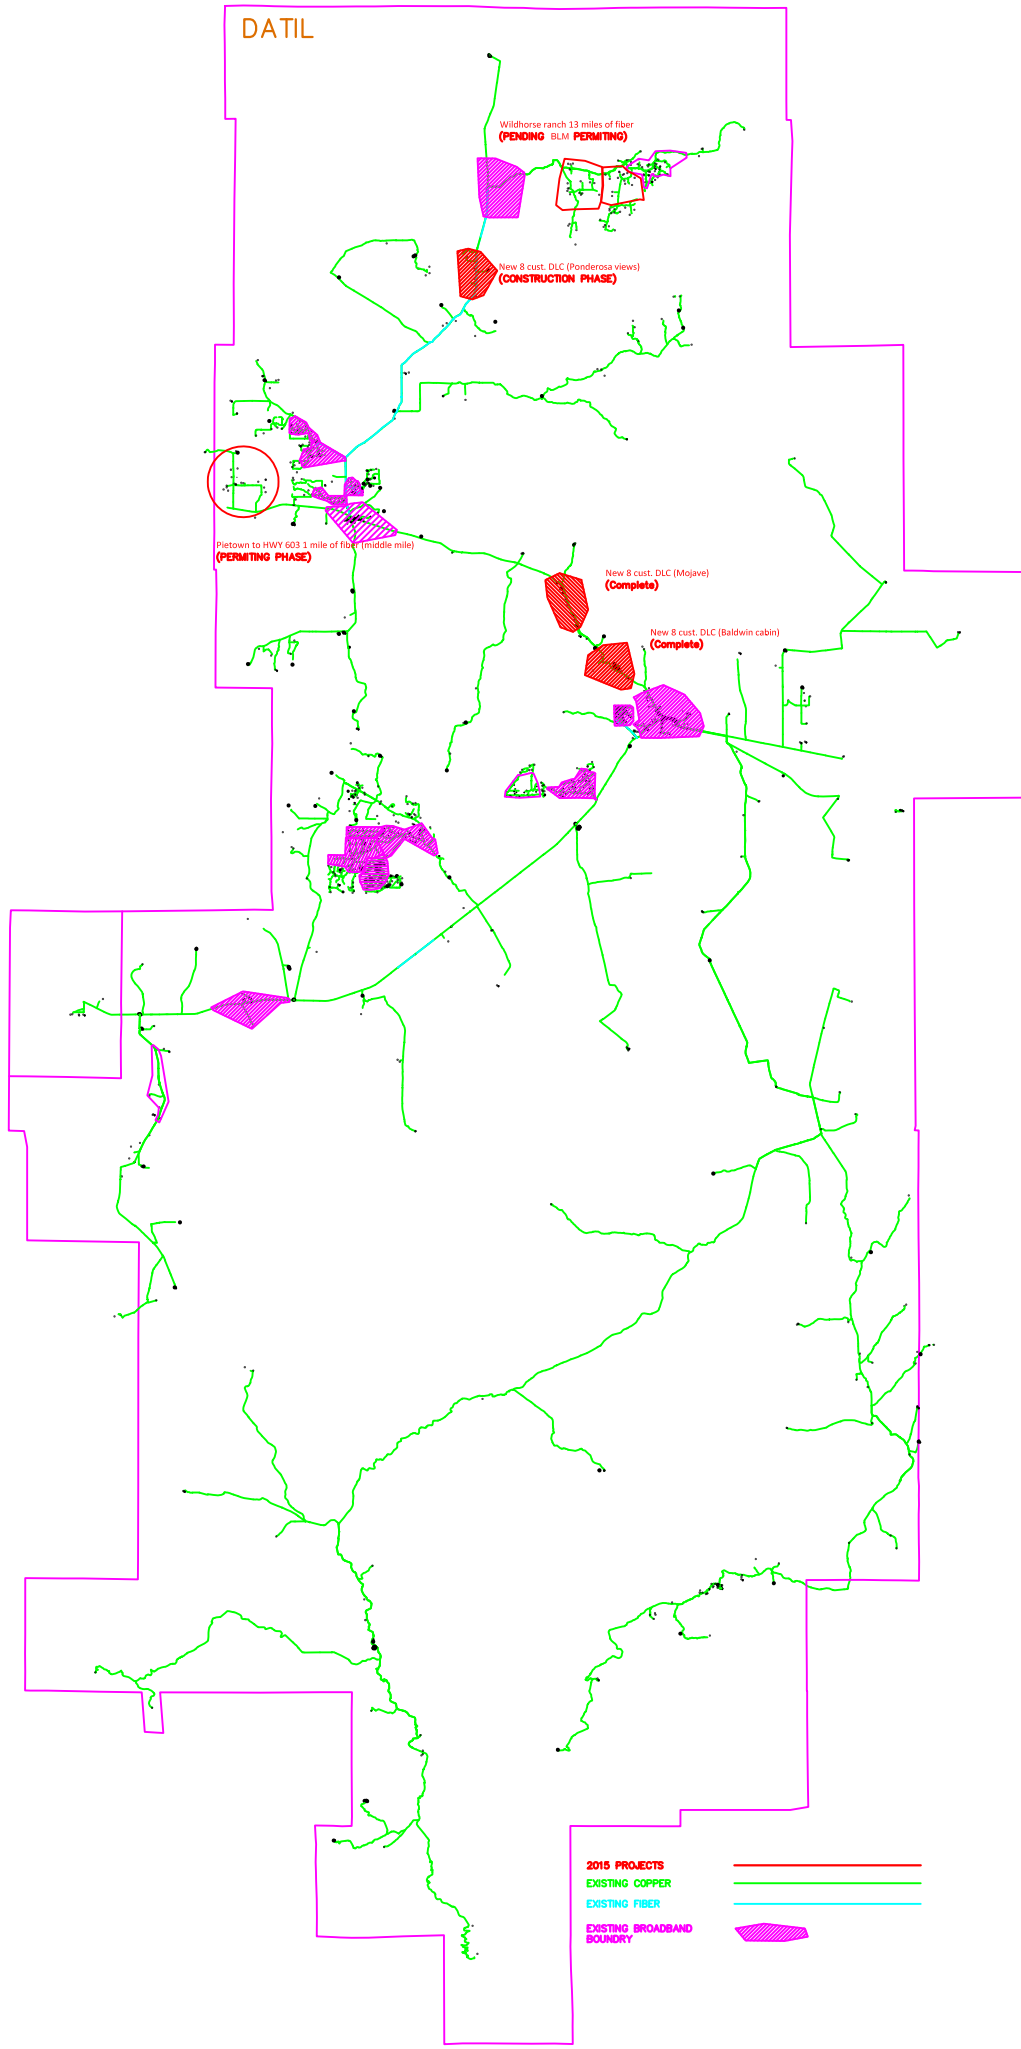 DATIL
Wildhorse ranch 13 miles of fiber
(PENDING BLM PERMITING)
New 8 cust. DLC (Ponderosa views)
(CONSTRUCTION PHASE)
Pietown to HWY 603 1 mile of fiber (middle mile)
(PERMITING PHASE)
New 8 cust. DLC (Mojave)
(Complete)
New 8 cust. DLC (Baldwin cabin)
(Complete)
2015 PROJECTS
EXISTING COPPER
EXISTING FIBER
EXISTING BROADBAND
BOUNDRY